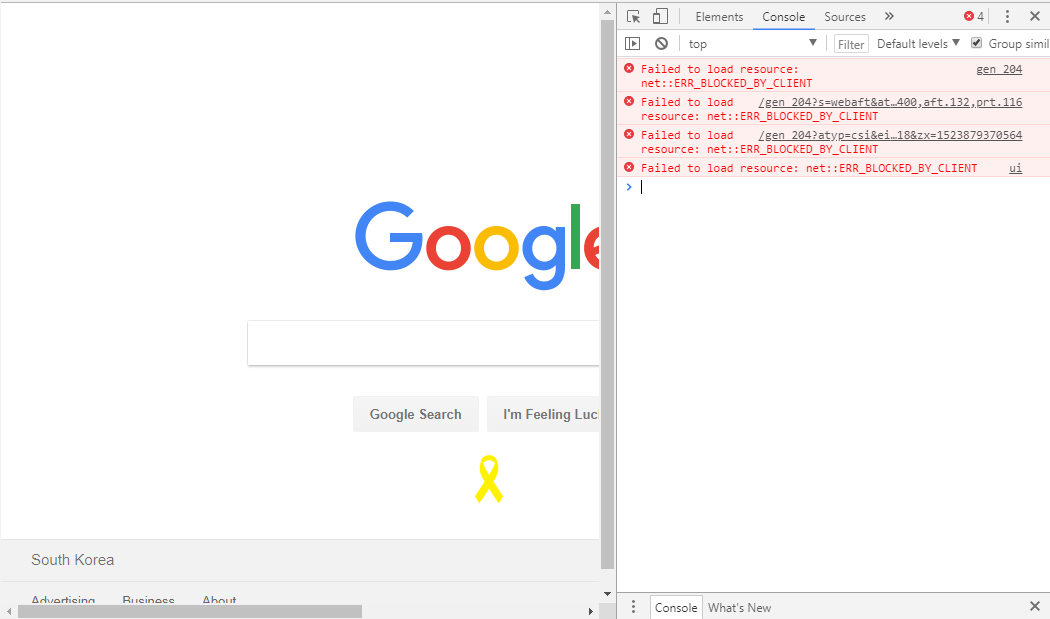 Google
Google Search
I'm Feeling Luc
South Korea
Advertising Business About
Elements Console Sources » 4
top Filter Default levels Group simil
Failed to load resource: gen_204
net::ERR_BLOCKED_BY_CLIENT
Failed to load /gen_204?s=webaft&at…400,aft.132,prt.116
resource: net::ERR_BLOCKED_BY_CLIENT
Failed to load /gen_204?atyp=csi&ei…18&zx=1523879370564
resource: net::ERR_BLOCKED_BY_CLIENT
Failed to load resource: net::ERR_BLOCKED_BY_CLIENT ui
Console What's New